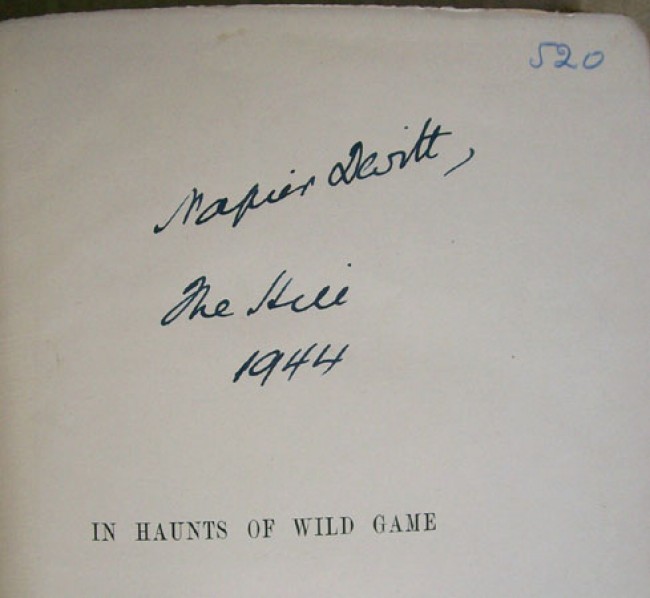 520
Napier Devitt,
The Hill
1944
IN HAUNTS OF WILD GAME